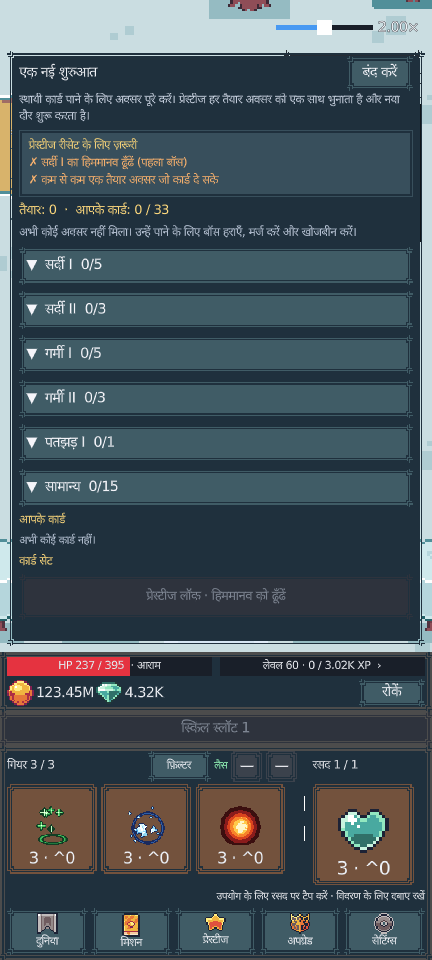 2.00×
एक नई शुरुआत
बंद करें
स्थायी कार्ड पाने के लिए अवसर पूरे करें। प्रेस्टीज हर तैयार अवसर को एक साथ भुनाता है और नया
दौर शुरू करता है।
प्रेस्टीज रीसेट के लिए ज़रूरी
✗ सर्दी I का हिममानव ढूँढें (पहला बॉस)
✗ कम से कम एक तैयार अवसर जो कार्ड दे सके
तैयार: 0 · आपके कार्ड: 0 / 33
अभी कोई अवसर नहीं मिला। उन्हें पाने के लिए बॉस हराएँ, मर्ज करें और खोजबीन करें।
▼ सर्दी I 0/5
▼ सर्दी II 0/3
▼ गर्मी I 0/5
▼ गर्मी II 0/3
▼ पतझड़ I 0/1
▼ सामान्य 0/15
आपके कार्ड
अभी कोई कार्ड नहीं।
कार्ड सेट
प्रेस्टीज लॉक · हिममानव को ढूँढें
HP 237 / 395 · आराम
लेवल 60 · 0 / 3.02K XP ›
123.45M 4.32K
रोकें
स्किल स्लॉट 1
गियर 3 / 3
फ़िल्टर
लैस
— —
रसद 1 / 1
3 · ^0
3 · ^0
3 · ^0
3 · ^0
उपयोग के लिए रसद पर टैप करें · विवरण के लिए दबाए रखें
दुनिया
मिशन
प्रेस्टीज
अपग्रेड
सेटिंग्स